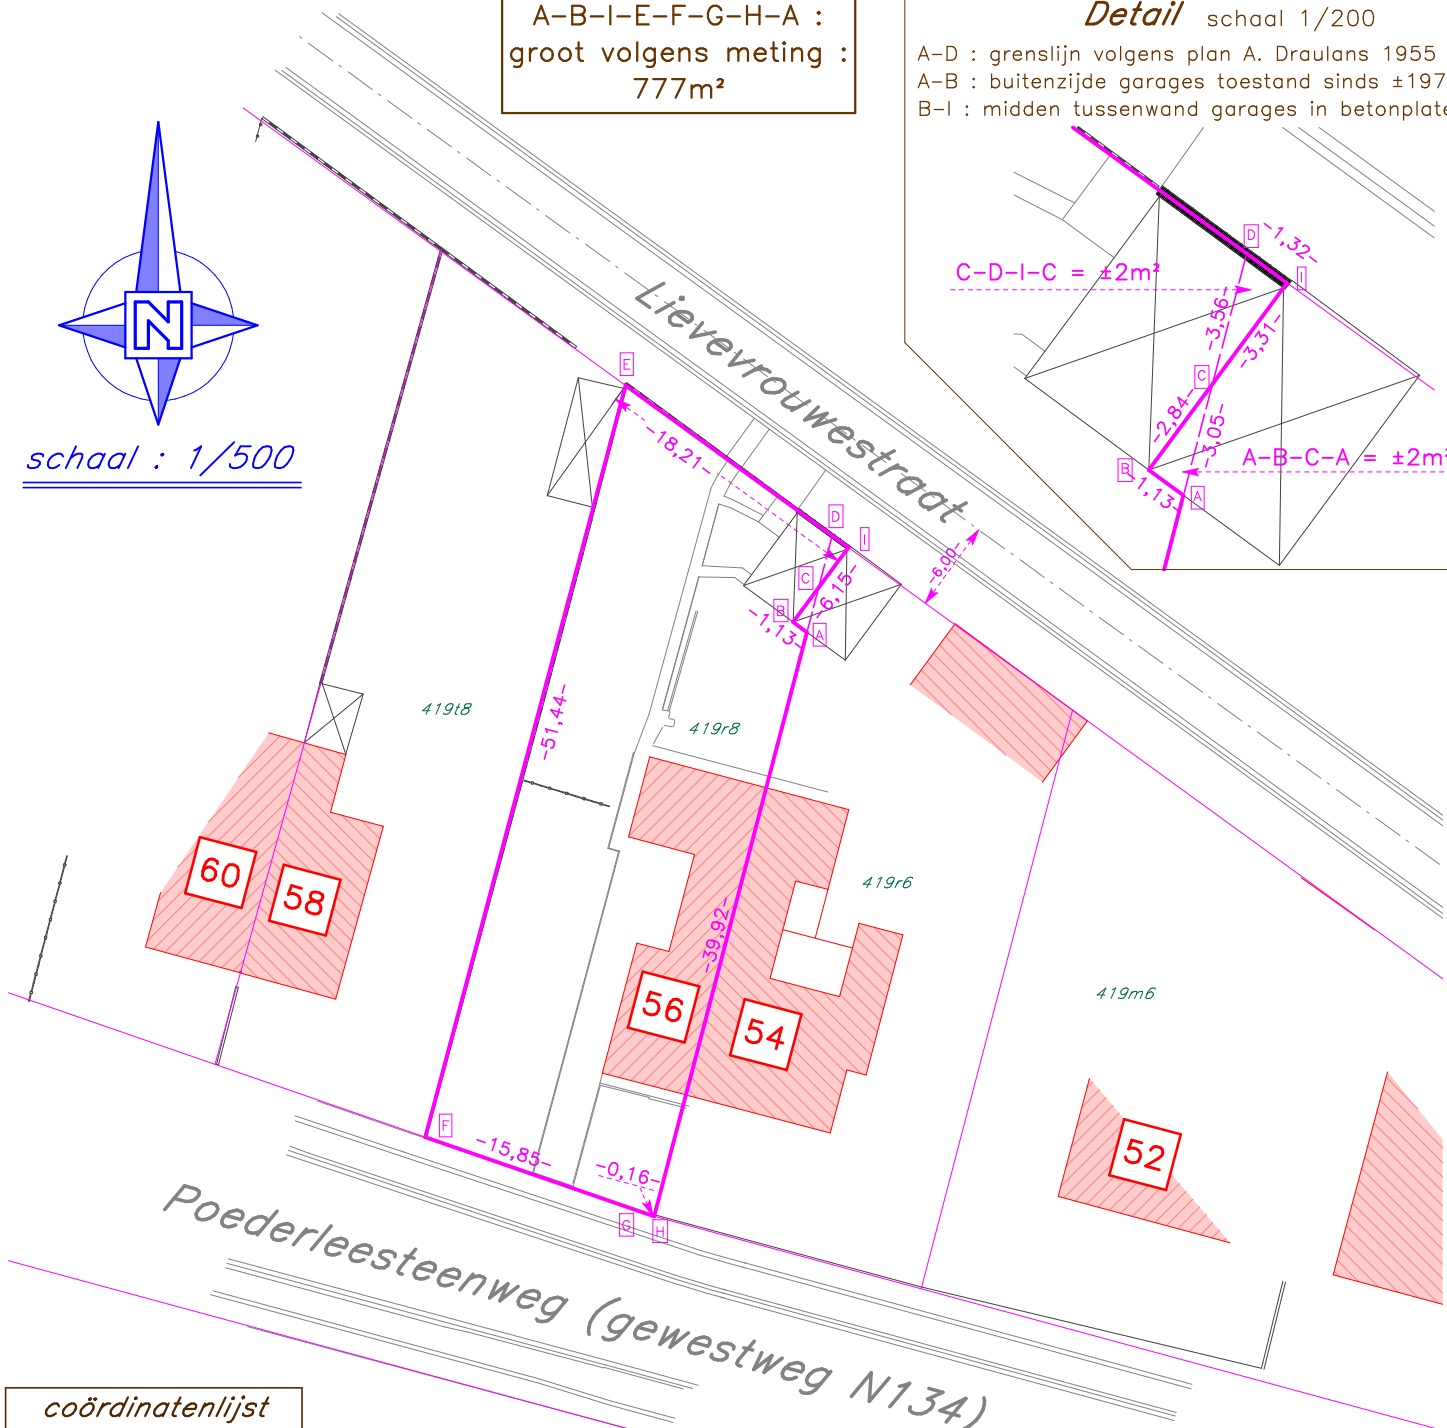 A-B-I-E-F-G-H-A :
groot volgens meting :
777m²
Detail schaal 1/200
A-D : grenslijn volgens plan A. Draulans 1955
A-B : buitenzijde garages toestand sinds ±197
B-I : midden tussenwand garages in betonplate
D
-1,32-
I
C-D-I-C = ±2m²
-3,56-
-3,31-
C
-2,84-
-3,05-
B
A-B-C-A = ±2m²
-1,13-
A
N
schaal : 1/500
Lievevrouwestraat
E
-18,21-
D
I
C
-6,15-
B
-1,13-
A
-6,00-
419t8
-51,44-
419r8
60
58
419r6
-39,92-
56
54
419m6
52
F
-15,85-
-0,16-
G
H
Poederleesteenweg (gewestweg N134)
coördinatenlijst